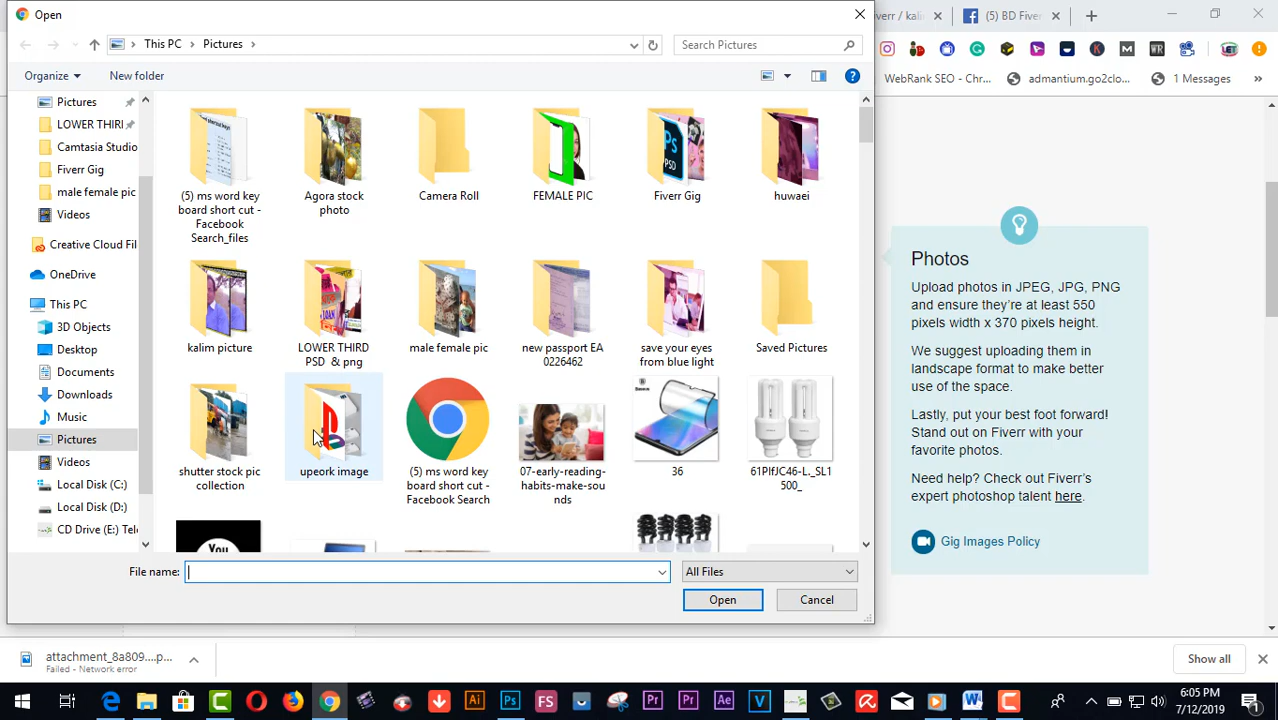 Open
verr / kalim
(5) BD Fiver
This PC > Pictures >
Search Pictures
WebRank SEO - Chr...
admantium.go2clo...
1 Messages
Organize
New folder
Pictures
LOWER THIRI
Camtasia Studio
Fiverr Gig
male female pic
Videos
Creative Cloud Fil
OneDrive
This PC
3D Objects
Desktop
Documents
Downloads
Music
Pictures
Videos
Local Disk (C:)
Local Disk (D:)
CD Drive (E:) Tele
(5) ms word key
board short cut -
Facebook
Search_files
Agora stock
photo
Camera Roll
FEMALE PIC
Fiverr Gig
huwaei
kalim picture
LOWER THIRD
PSD & png
male female pic
new passport EA
0226462
save your eyes
from blue light
Saved Pictures
shutter stock pic
collection
upeork image
(5) ms word key
board short cut -
Facebook Search
07-early-reading-
habits-make-sou
nds
36
61PIfJC46-L._SL1
500_
You
File name:
All Files
Open
Cancel
Photos
Upload photos in JPEG, JPG, PNG
and ensure they're at least 550
pixels width x 370 pixels height.
We suggest uploading them in
landscape format to make better
use of the space.
Lastly, put your best foot forward!
Stand out on Fiverr with your
favorite photos.
Need help? Check out Fiverr's
expert photoshop talent here.
Gig Images Policy
attachment_8a809....p...
Failed - Network error
Show all
6:05 PM
7/12/2019